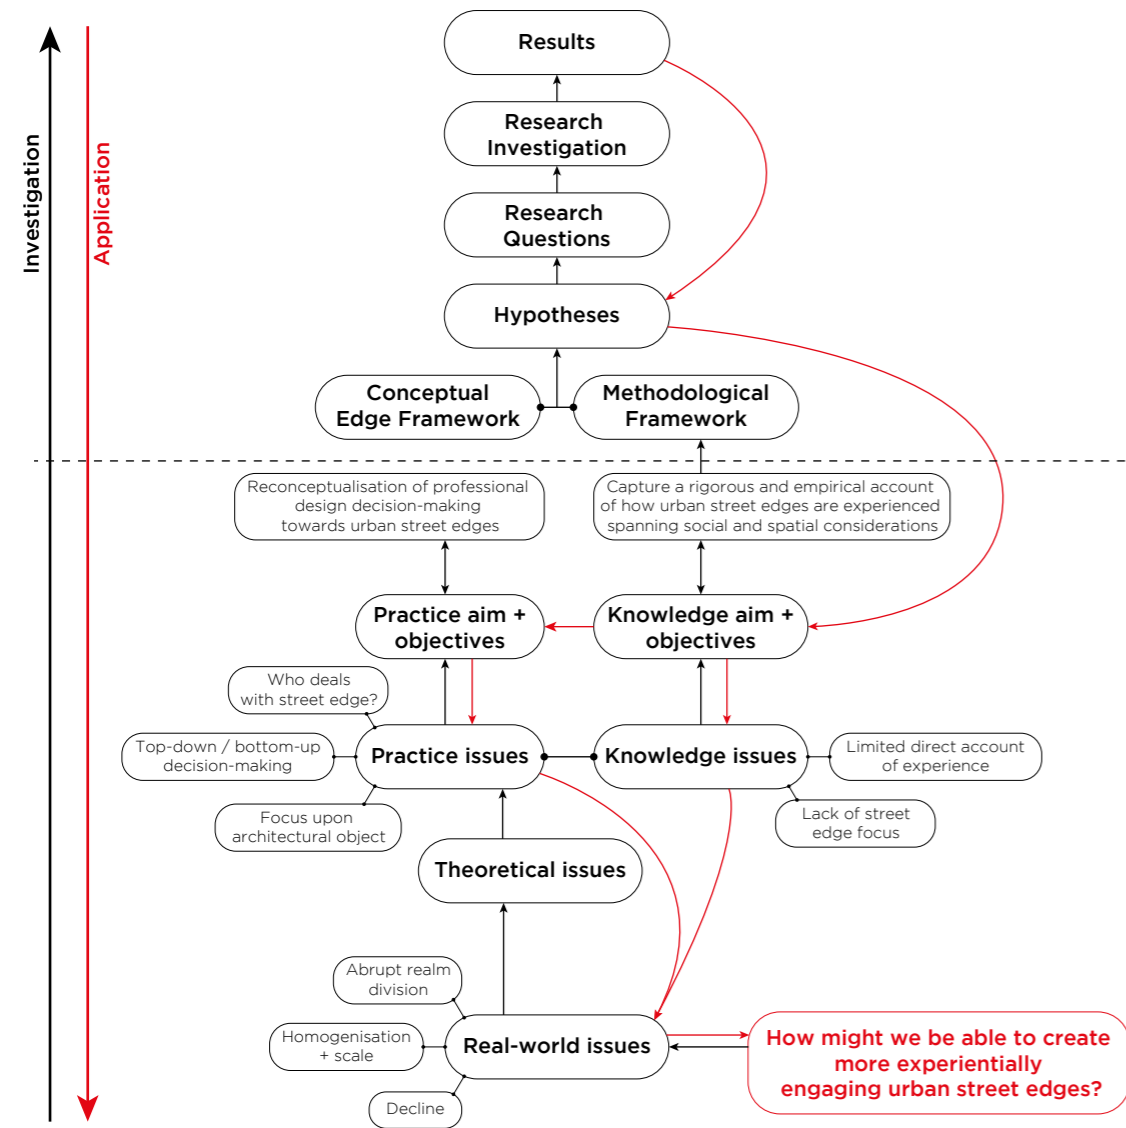 Investigation
Application
Results
Research
Investigation
Research
Questions
Hypotheses
Conceptual
Edge Framework
Methodological
Framework
Reconceptualisation of professional
design decision-making
towards urban street edges
Capture a rigorous and empirical account
of how urban street edges are experienced
spanning social and spatial considerations
Practice aim +
objectives
Knowledge aim +
objectives
Who deals
with street edge?
Top-down / bottom-up
decision-making
Focus upon
architectural object
Practice issues
Knowledge issues
Limited direct account
of experience
Lack of street
edge focus
Theoretical issues
Abrupt realm
division
Homogenisation
+ scale
Decline
Real-world issues
How might we be able to create
more experientially
engaging urban street edges?